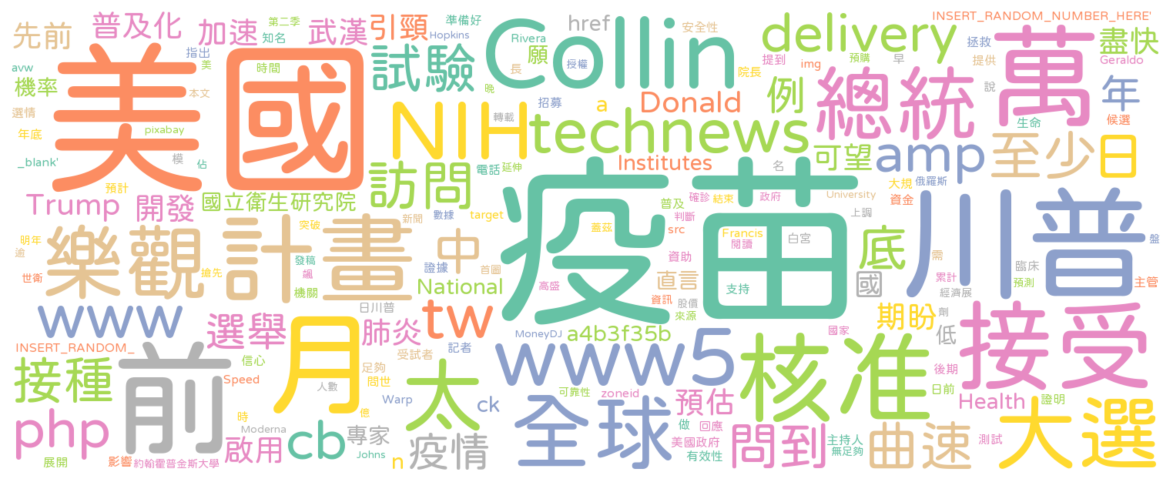 先前 普及化 加速 第二季 知名 武漢 引頸 準備好 Hopkins Rivera 願 href 安全性 delivery INSERT_RANDOM_NUMBER_HERE' 盡快
avw 指出 美 時間 試驗 長 Collin 授權 院長 提到 img 預購 早 拯救 提供 Geraldo
機率 本文 美國 晚 招募 a Donald 例 總統 說 萬 年
選情 年底 pixabay NIH 轉載 technews 生命 候選
_blank' 模 佔 訪問 電話 延伸 Institutes 可望 amp 至少 日
預計 國立衛生研究院 疫苗 名 大規 俄羅斯 資金
Trump 開發 新聞 數據 target 普及 確診 結束 政府 University 上調
明年 逾 樂觀 突破 計畫 中 證據 首圖 蓋茲 判斷 src Francis 閱讀 白宮 底 川普 盤
世衛 搶先 發稿 飆 機關 National 高盛 資助 直言 支持 國 需 臨床 累計 預測 主管
www 選舉 日川普 肺炎 tw MoneyDJ 資訊 股價 來源 a4b3f35b 國家 期盼 經濟展 劑 低 接受
INSERT_RANDOM_ 信心 月 受試者 記者 www5 核准 後期 日前
接種 前 Speed 人數 足夠 問世 太 Warp 可靠性 zoneid 預估 Health 證明
php Moderna 時 億 cb 專家 ck 全球 做 回應 問到 主持人 曲速 測試 大選
展開 影響 約翰霍普金斯大學 啟用 Johns n 疫情 美國政府 有效性 無足夠